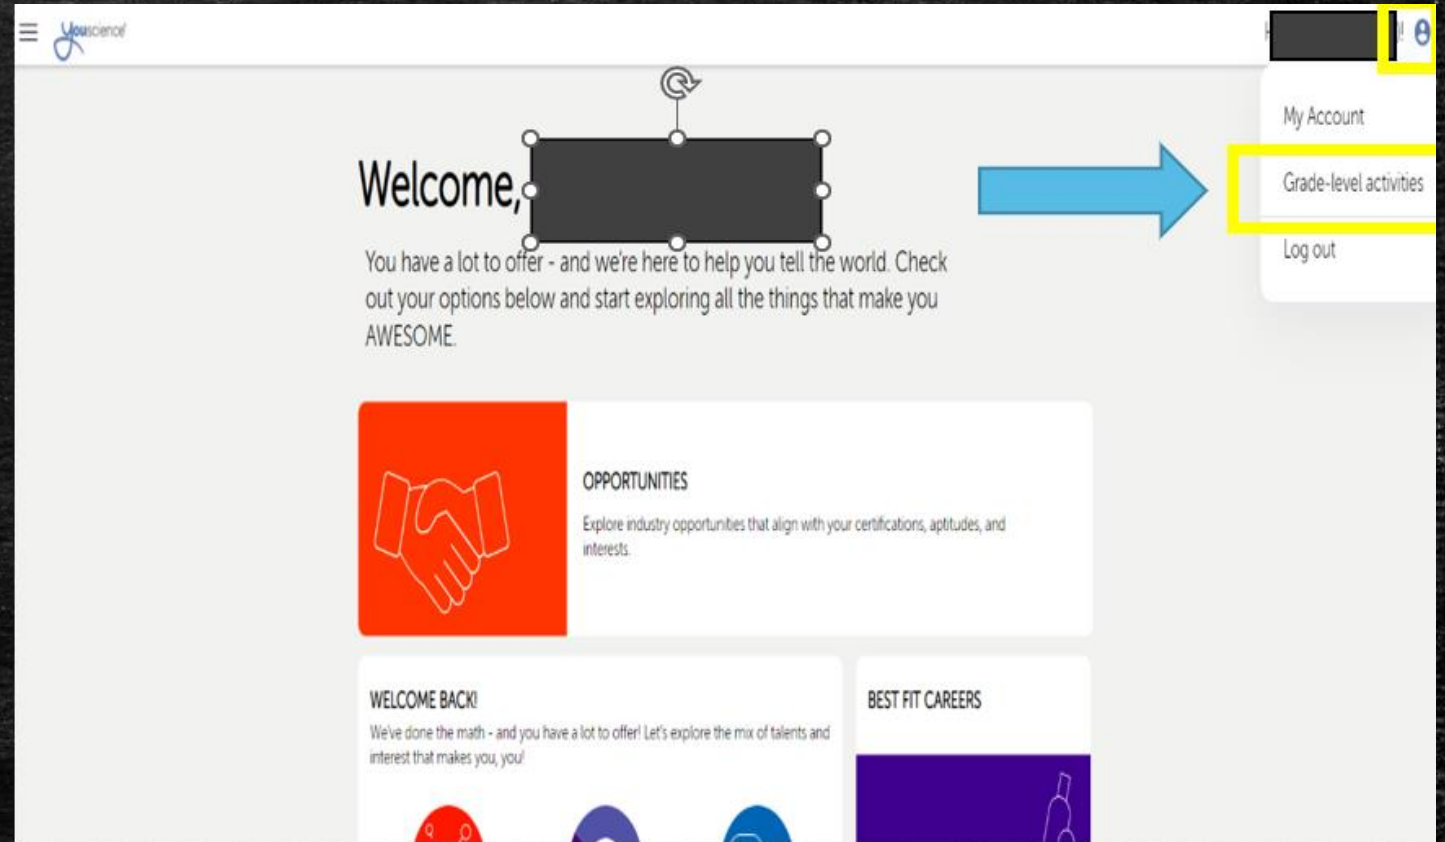 Youscience
My Account
Welcome,
Grade-level activities
You have a lot to offer - and we're here to help you tell the world. Check
out your options below and start exploring all the things that make you
AWESOME.
Log out
OPPORTUNITIES
Explore industry opportunities that align with your certifications, aptitudes, and
interests.
WELCOME BACK!
We've done the math - and you have a lot to offer! Let's explore the mix of talents and
interest that makes you, you!
BEST FIT CAREERS